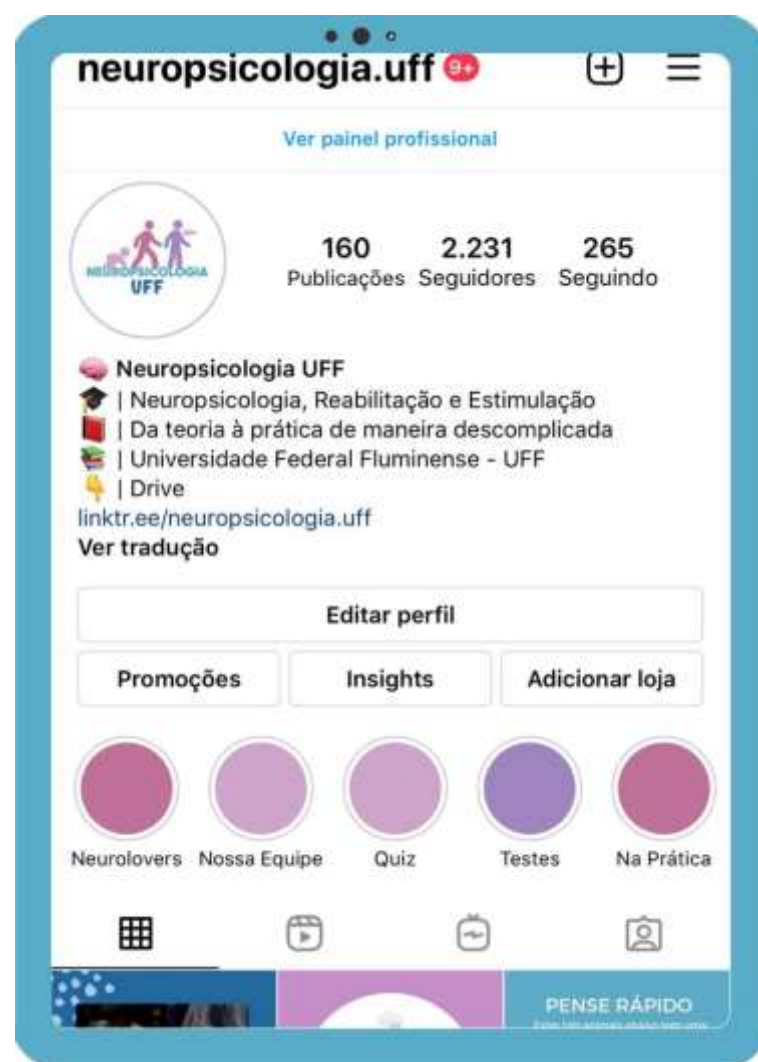 neuropsicologia.uff 9+
Ver painel profissional
NEUROPSICOLOGIA
UFF
160 2.231 265
Publicações Seguidores Seguindo
Neuropsicologia UFF
| Neuropsicologia, Reabilitação e Estimulação
| Da teoria à prática de maneira descomplicada
| Universidade Federal Fluminense - UFF
| Drive
linktr.ee/neuropsicologia.uff
Ver tradução
Editar perfil
Promoções Insights Adicionar loja
Neurolovers Nossa Equipe Quiz Testes Na Prática
PENSE RÁPIDO